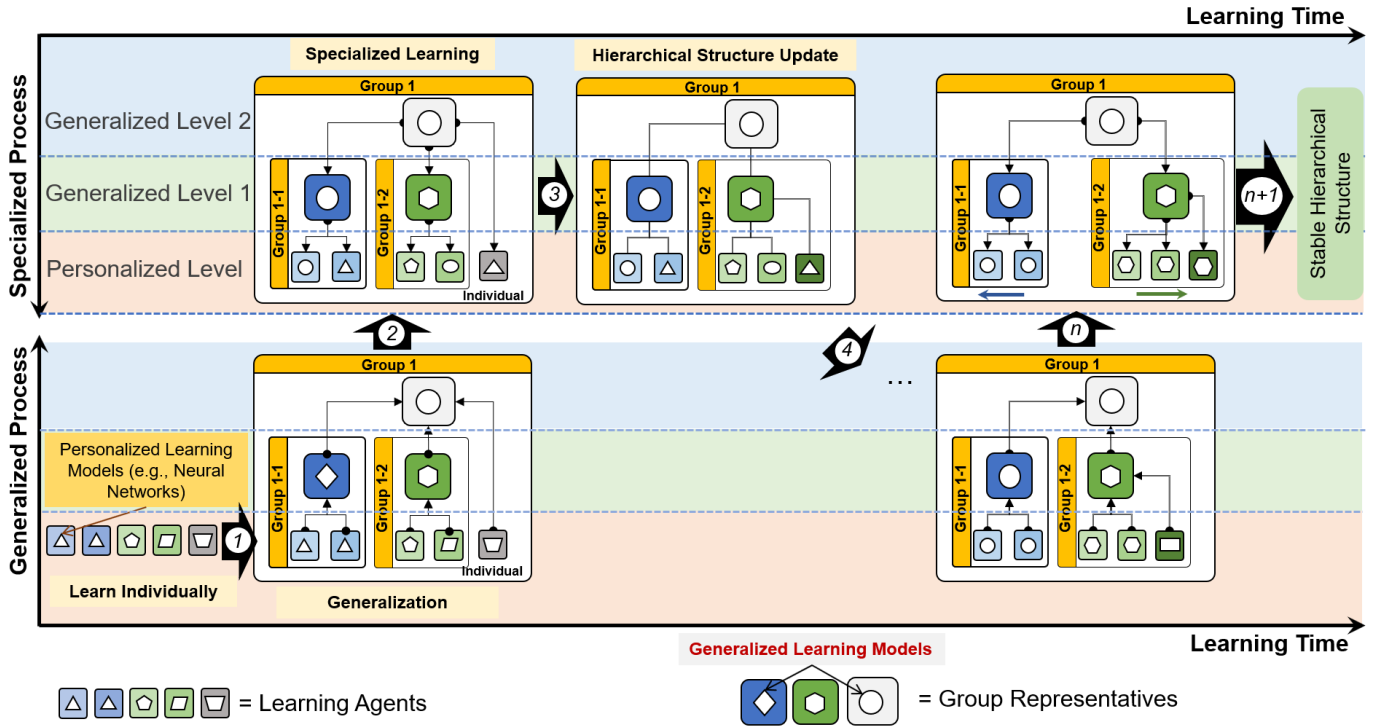 Learning Time
Specialized Process
Specialized Learning
Hierarchical Structure Update
Group 1
Group 1
Group 1
Generalized Level 2
Generalized Level 1
Personalized Level
Group 1-1
Group 1-2
Individual
3
Group 1-1
Group 1-2
Group 1-1
Group 1-2
n+1
Stable Hierarchical
Structure
2
4
n
Generalized Process
Group 1
...
Group 1
Personalized Learning
Models (e.g., Neural
Networks)
1
Learn Individually
Group 1-1
Group 1-2
Individual
Generalization
Group 1-1
Group 1-2
Learning Time
Generalized Learning Models
= Learning Agents
= Group Representatives